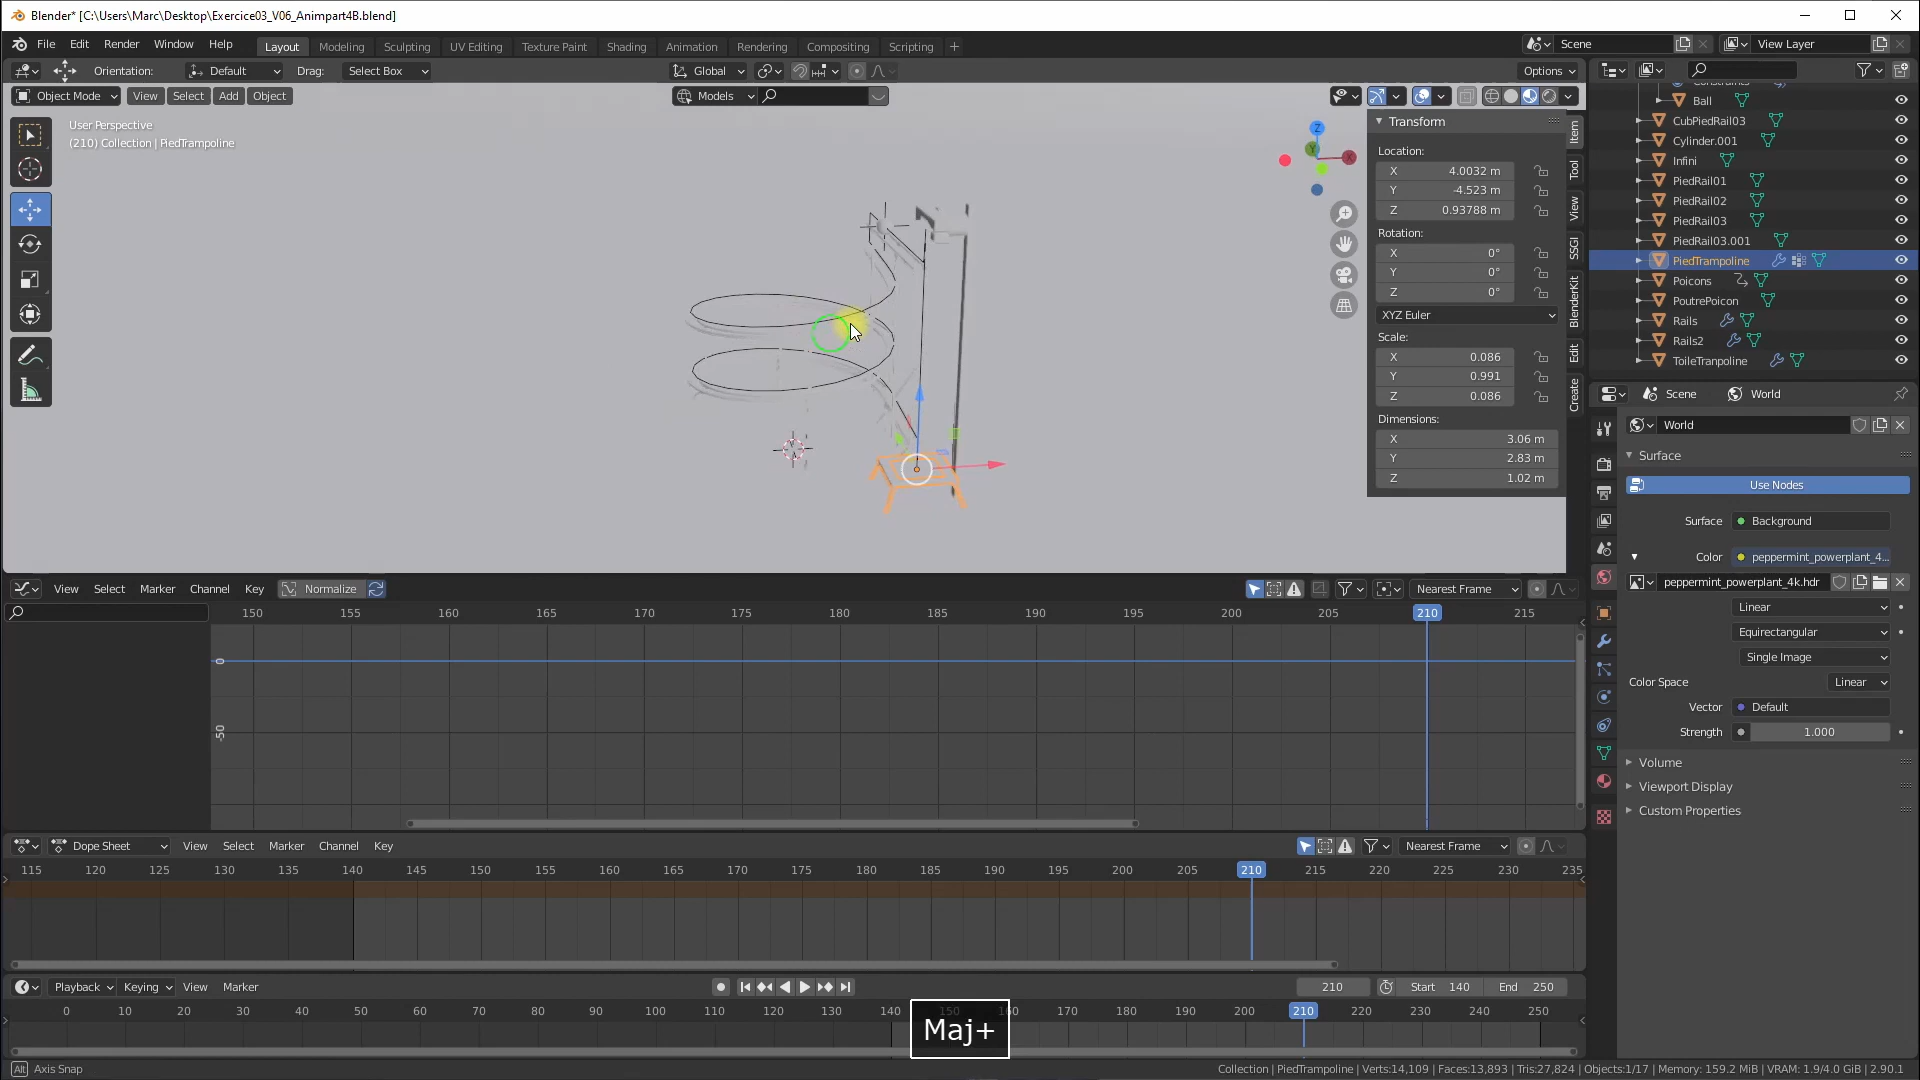 Blender* [C:\Users\Marc\Desktop\Exercice03_V06_Animpart4B.blend]
File Edit Render Window Help Layout Modeling Sculpting UV Editing Texture Paint Shading Animation Rendering Compositing Scripting + Scene View Layer
Orientation: Default Drag: Select Box Global Options
Object Mode View Select Add Object Models
User Perspective
(210) Collection | PiedTrampoline
Z
Y
X
Transform
Location:
X 4.0032 m
Y -4.523 m
Z 0.93788 m
Rotation:
X 0°
Y 0°
Z 0°
XYZ Euler
Scale:
X 0.086
Y 0.991
Z 0.086
Dimensions:
X 3.06 m
Y 2.83 m
Z 1.02 m
Item
Tool
View
SSGI
BlenderKit
Edit
Create
Ball
CubPiedRail03
Cylinder.001
Infini
PiedRail01
PiedRail02
PiedRail03
PiedRail03.001
PiedTrampoline
Poicons
PoutrePoicon
Rails
Rails2
ToileTranpoline
Scene World
World
Surface
Use Nodes
Surface Background
Color peppermint_powerplant_4...
peppermint_powerplant_4k.hdr
Linear
Equirectangular
Single Image
Color Space Linear
Vector Default
Strength 1.000
Volume
Viewport Display
Custom Properties
View Select Marker Channel Key Normalize Nearest Frame
150 155 160 165 170 175 180 185 190 195 200 205 210 215
0
-50
Dope Sheet View Select Marker Channel Key Nearest Frame
115 120 125 130 135 140 145 150 155 160 165 170 175 180 185 190 195 200 205 210 215 220 225 230 235
Playback Keying View Marker 210 Start 140 End 250
0 10 20 30 40 50 60 70 80 90 100 110 120 130 140 150 160 170 180 190 200 210 220 230 240 250
Maj+
Alt Axis Snap
Collection | PiedTrampoline | Verts:14,109 | Faces:13,893 | Tris:27,824 | Objects:1/17 | Memory: 159.2 MiB | VRAM: 1.9/4.0 GiB | 2.90.1